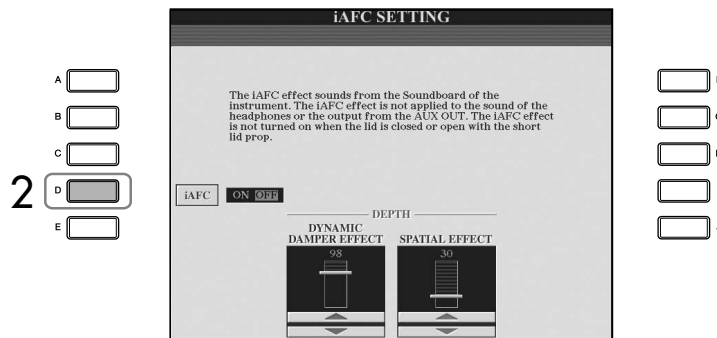 iAFC SETTING
A
B
C
2 D
E
The iAFC effect sounds from the Soundboard of the
instrument. The iAFC effect is not applied to the sound of the
headphones or the output from the AUX OUT. The iAFC effect
is not turned on when the lid is closed or open with the short
lid prop.
iAFC ON OFF
DEPTH
DYNAMIC
DAMPER EFFECT
SPATIAL EFFECT
98
30